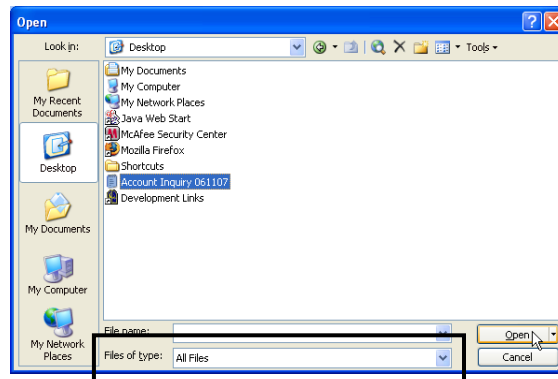 Open
Look in: Desktop Tools
My Recent Documents
Desktop
My Documents
My Computer
My Network Places
My Documents
My Computer
My Network Places
Java Web Start
McAfee Security Center
Mozilla Firefox
Shortcuts
Account Inquiry 061107
Development Links
File name: Open
Files of type: All Files Cancel